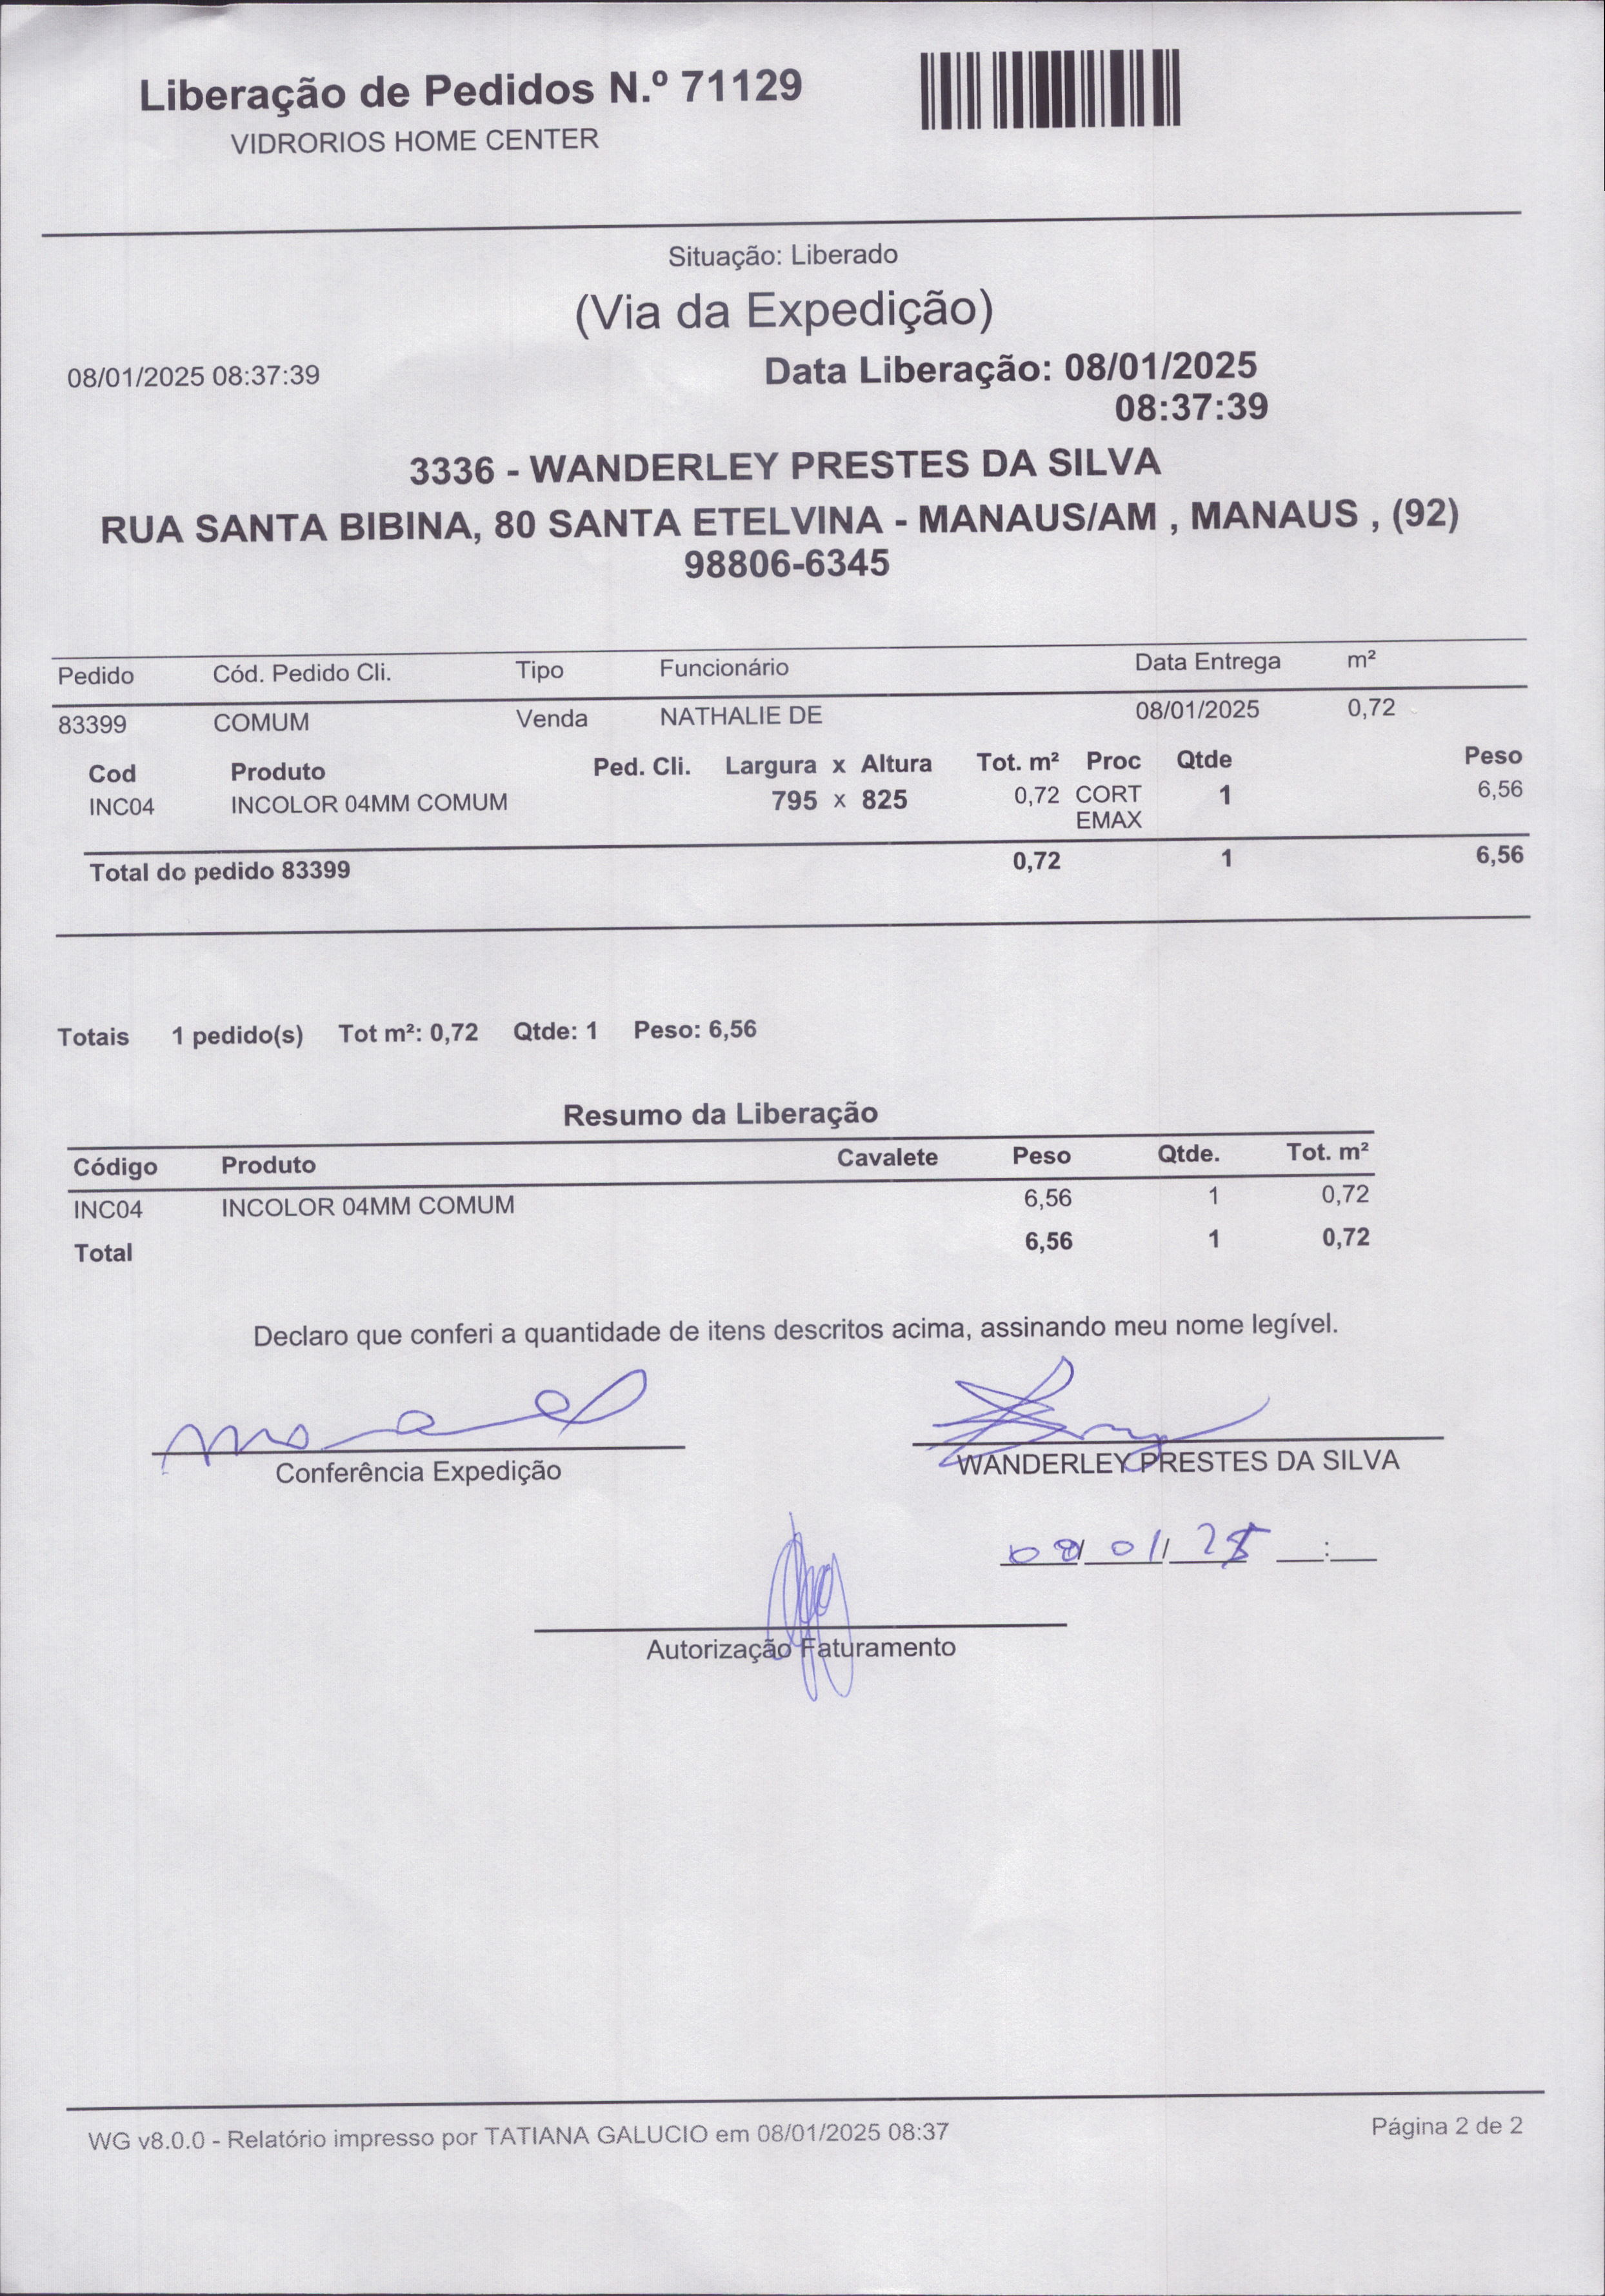 Liberação de Pedidos N.º 71129
VIDRORIOS HOME CENTER
Situação: Liberado
(Via da Expedição)
08/01/2025 08:37:39
Data Liberação: 08/01/2025
08:37:39
3336 - WANDERLEY PRESTES DA SILVA
RUA SANTA BIBINA, 80 SANTA ETELVINA - MANAUS/AM , MANAUS , (92)
98806-6345
Pedido Cód. Pedido Cli. Tipo Funcionário Data Entrega m²
83399 COMUM Venda NATHALIE DE 08/01/2025 0,72
Cod Produto Ped. Cli. Largura x Altura Tot. m² Proc Qtde Peso
INC04 INCOLOR 04MM COMUM 795 x 825 0,72 CORT 1 6,56
EMAX
Total do pedido 83399 0,72 1 6,56
Totais 1 pedido(s) Tot m²: 0,72 Qtde: 1 Peso: 6,56
Resumo da Liberação
Código Produto Cavalete Peso Qtde. Tot. m²
INC04 INCOLOR 04MM COMUM 6,56 1 0,72
Total 6,56 1 0,72
Declaro que conferi a quantidade de itens descritos acima, assinando meu nome legível.
Conferência Expedição WANDERLEY PRESTES DA SILVA
08/ 01/ 25 __:__
Autorização Faturamento
WG v8.0.0 - Relatório impresso por TATIANA GALUCIO em 08/01/2025 08:37 Página 2 de 2